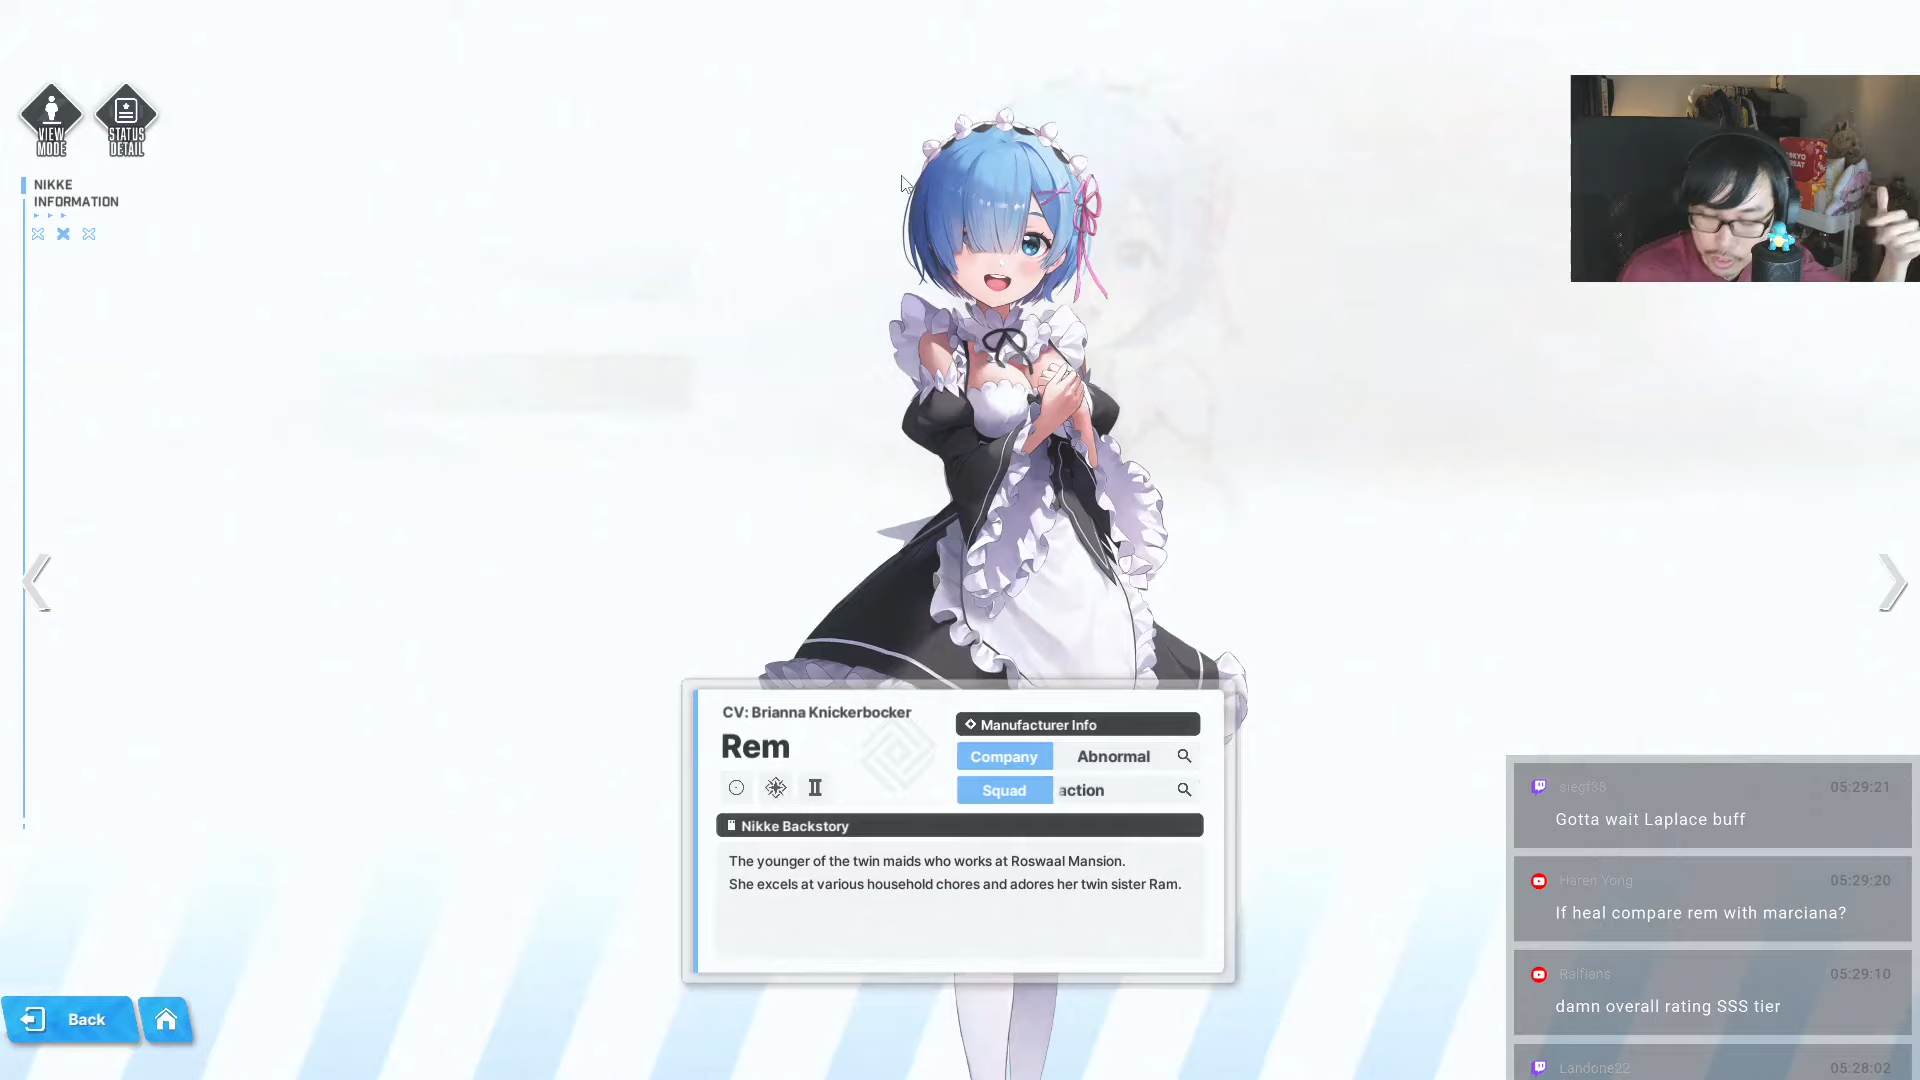 VIEW
MODE
STATUS
DETAIL
NIKKE
INFORMATION
CV: Brianna Knickerbocker
Rem
II
Manufacturer Info
Company
Abnormal
Squad
action
Nikke Backstory
The younger of the twin maids who works at Roswaal Mansion.
She excels at various household chores and adores her twin sister Ram.
Back
siegf38 05:29:21
Gotta wait Laplace buff
Haren Yong 05:29:20
If heal compare rem with marciana?
Ralfians 05:29:10
damn overall rating SSS tier
Landone22 05:28:02